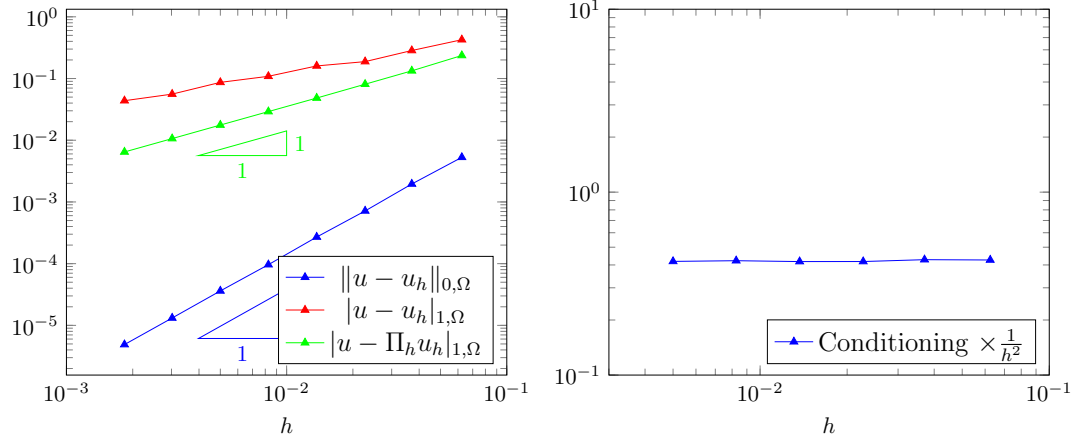 10^0
10^{-1}
10^{-2}
10^{-3}
10^{-4}
10^{-5}
10^{-3}
10^{-2}
10^{-1}
h
1
1
1
‖u − u_h‖_{0,Ω}
|u − u_h|_{1,Ω}
|u − Π_h u_h|_{1,Ω}
10^1
10^0
10^{-1}
10^{-2}
10^{-1}
h
Conditioning × \frac{1}{h^2}